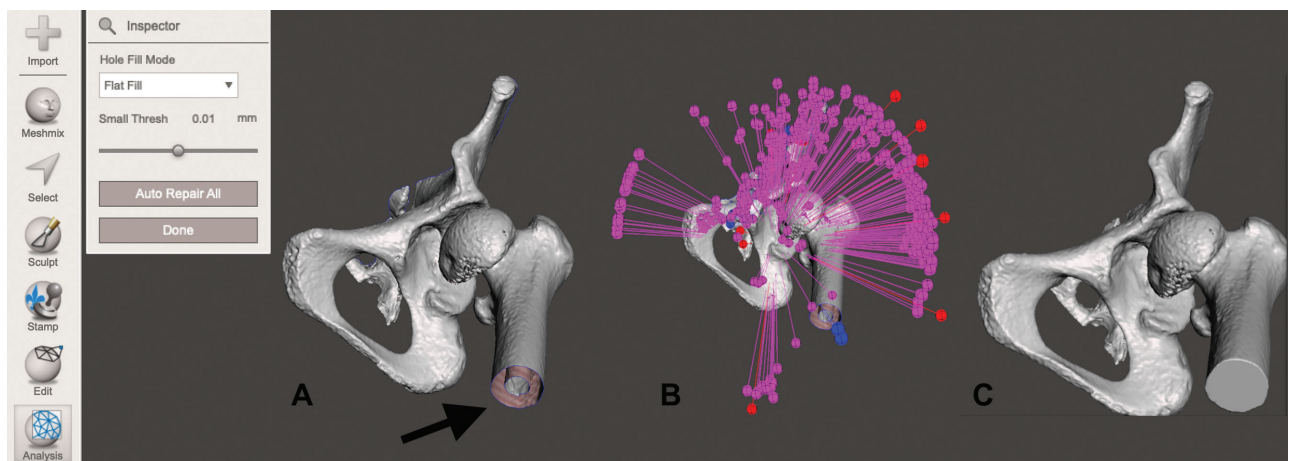 Import
Meshmix
Select
Sculpt
Stamp
Edit
Analysis
Inspector
Hole Fill Mode
Flat Fill
Small Thresh 0.01 mm
Auto Repair All
Done
A
B
C